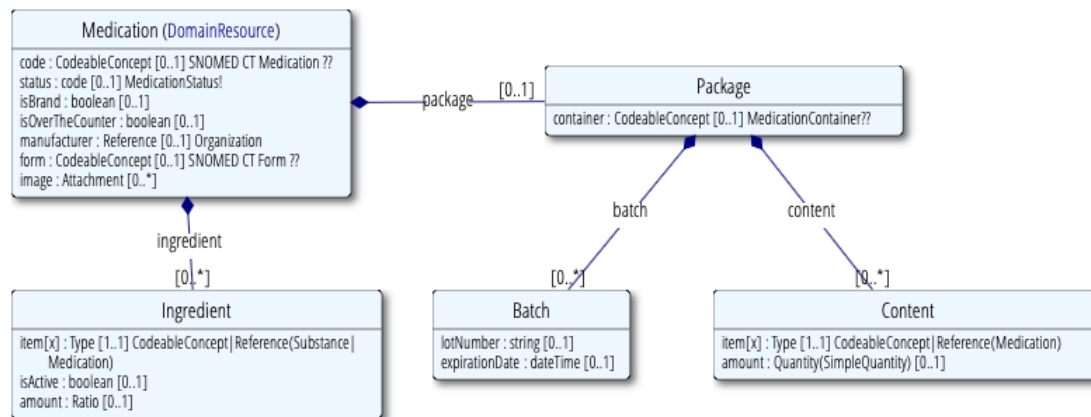 Medication (DomainResource)
code : CodeableConcept [0..1] SNOMED CT Medication ??
status : code [0..1] MedicationStatus!
isBrand : boolean [0..1]
isOverTheCounter : boolean [0..1]
manufacturer : Reference [0..1] Organization
form : CodeableConcept [0..1] SNOMED CT Form ??
image : Attachment [0..*]
package
[0..1]
Package
container : CodeableConcept [0..1] MedicationContainer??
ingredient
[0..*]
batch
[0..*]
content
[0..*]
Ingredient
item[x] : Type [1..1] CodeableConcept|Reference(Substance|
Medication)
isActive : boolean [0..1]
amount : Ratio [0..1]
Batch
lotNumber : string [0..1]
expirationDate : dateTime [0..1]
Content
item[x] : Type [1..1] CodeableConcept|Reference(Medication)
amount : Quantity(SimpleQuantity) [0..1]